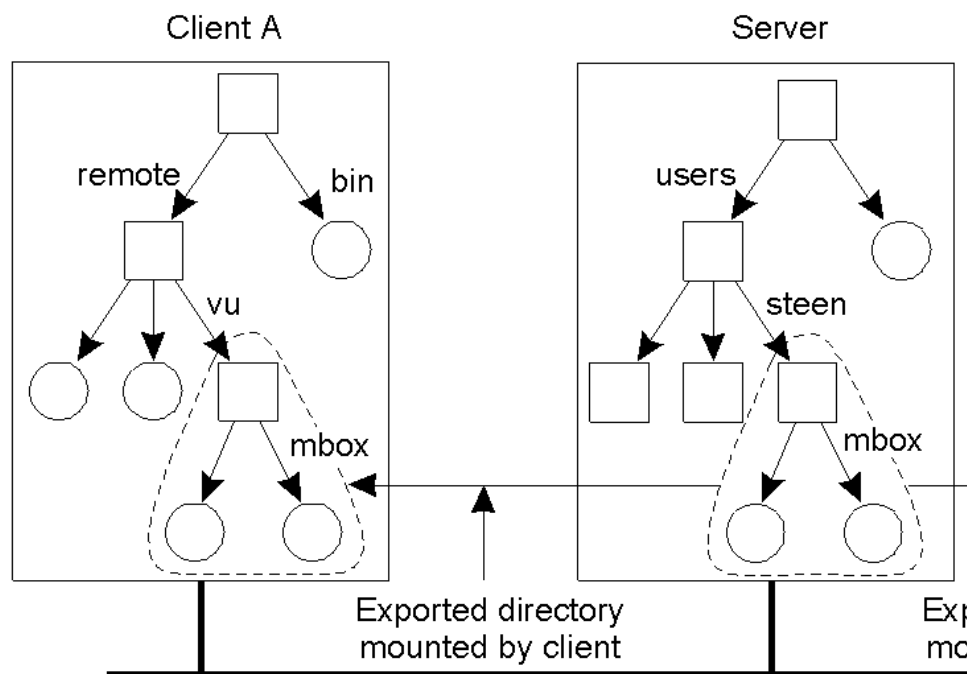 Client A
Server
remote
bin
users
vu
steen
mbox
mbox
Exported directory
mounted by client